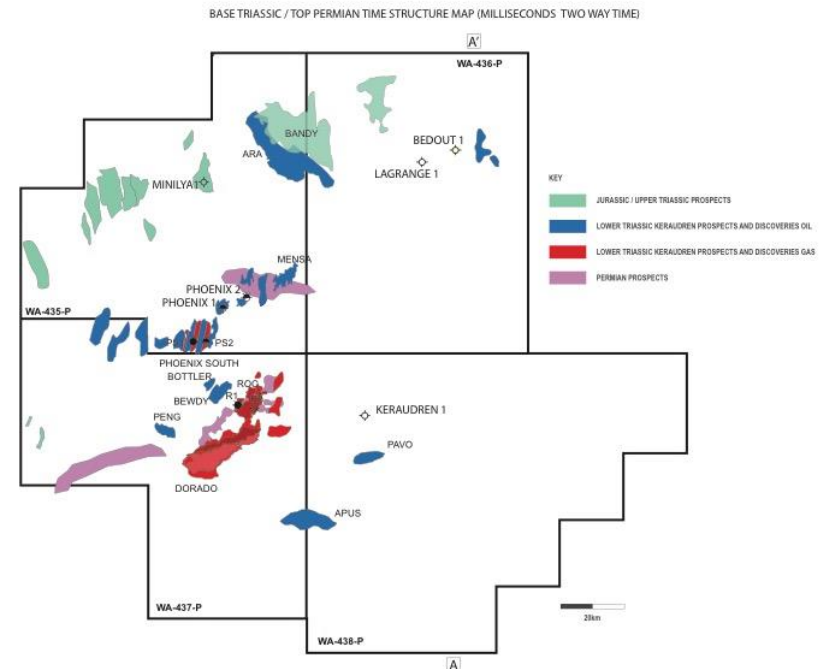 BASE TRIASSIC / TOP PERMIAN TIME STRUCTURE MAP (MILLISECONDS TWO WAY TIME)
A'
WA-436-P
BANDY
ARA
BEDOUT 1
LAGRANGE 1
MINILYA 1
KEY
JURASSIC / UPPER TRIASSIC PROSPECTS
LOWER TRIASSIC KERAUDREN PROSPECTS AND DISCOVERIES OIL
LOWER TRIASSIC KERAUDREN PROSPECTS AND DISCOVERIES GAS
PERMIAN PROSPECTS
MENSA
PHOENIX 2
PHOENIX 1
WA-435-P
PS2
PHOENIX SOUTH
BOTTLER
ROC
BEWDY
R1
PENG
KERAUDREN 1
PAVO
DORADO
APUS
WA-437-P
20km
WA-438-P
A